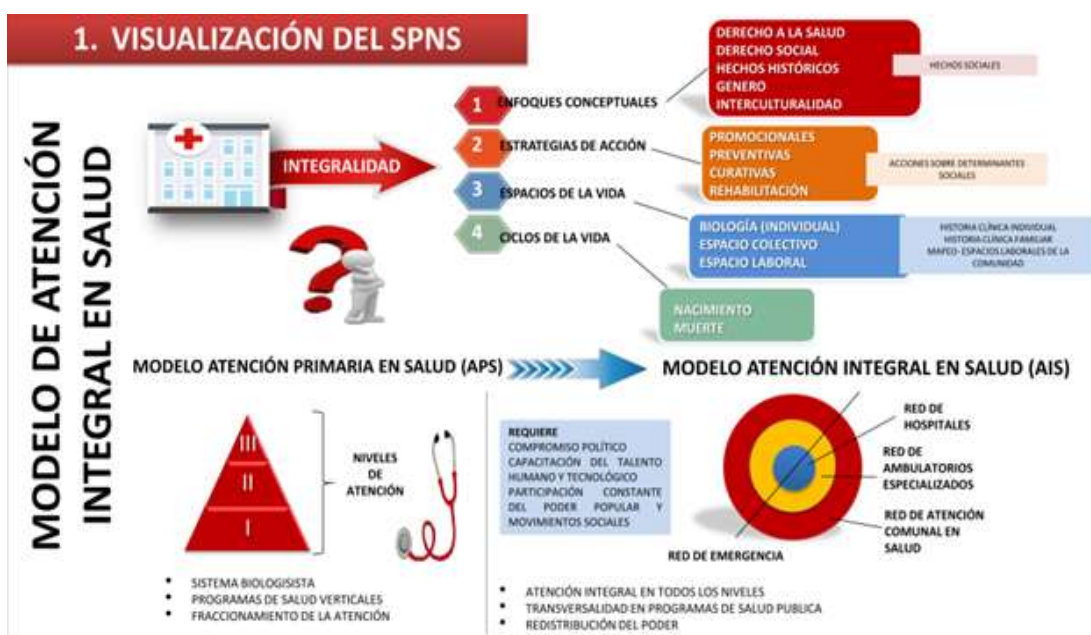 1. VISUALIZACIÓN DEL SPNS
MODELO DE ATENCIÓN
INTEGRAL EN SALUD
INTEGRALIDAD
1
ENFOQUES CONCEPTUALES
2
ESTRATEGIAS DE ACCIÓN
3
ESPACIOS DE LA VIDA
4
CICLOS DE LA VIDA
DERECHO A LA SALUD
DERECHO SOCIAL
HECHOS HISTÓRICOS
GENERO
INTERCULTURALIDAD
HECHOS SOCIALES
PROMOCIONALES
PREVENTIVAS
CURATIVAS
REHABILITACIÓN
ACCIONES SOBRE DETERMINANTES
SOCIALES
BIOLOGÍA (INDIVIDUAL)
ESPACIO COLECTIVO
ESPACIO LABORAL
HISTORIA CLÍNICA INDIVIDUAL
HISTORIA CLÍNICA FAMILIAR
MAPEO- ESPACIOS LABORALES DE LA
COMUNIDAD
NACIMIENTO
MUERTE
MODELO ATENCIÓN PRIMARIA EN SALUD (APS)
MODELO ATENCIÓN INTEGRAL EN SALUD (AIS)
III
II
I
NIVELES
DE
ATENCIÓN
• SISTEMA BIOLOGISISTA
• PROGRAMAS DE SALUD VERTICALES
• FRACCIONAMIENTO DE LA ATENCIÓN
REQUIERE
COMPROMISO POLÍTICO
CAPACITACIÓN DEL TALENTO
HUMANO Y TECNOLÓGICO
PARTICIPACIÓN CONSTANTE
DEL PODER POPULAR Y
MOVIMIENTOS SOCIALES
RED DE
HOSPITALES
RED DE
AMBULATORIOS
ESPECIALIZADOS
RED DE ATENCIÓN
COMUNAL EN
SALUD
RED DE EMERGENCIA
• ATENCIÓN INTEGRAL EN TODOS LOS NIVELES
• TRANSVERSALIDAD EN PROGRAMAS DE SALUD PUBLICA
• REDISTRIBUCIÓN DEL PODER